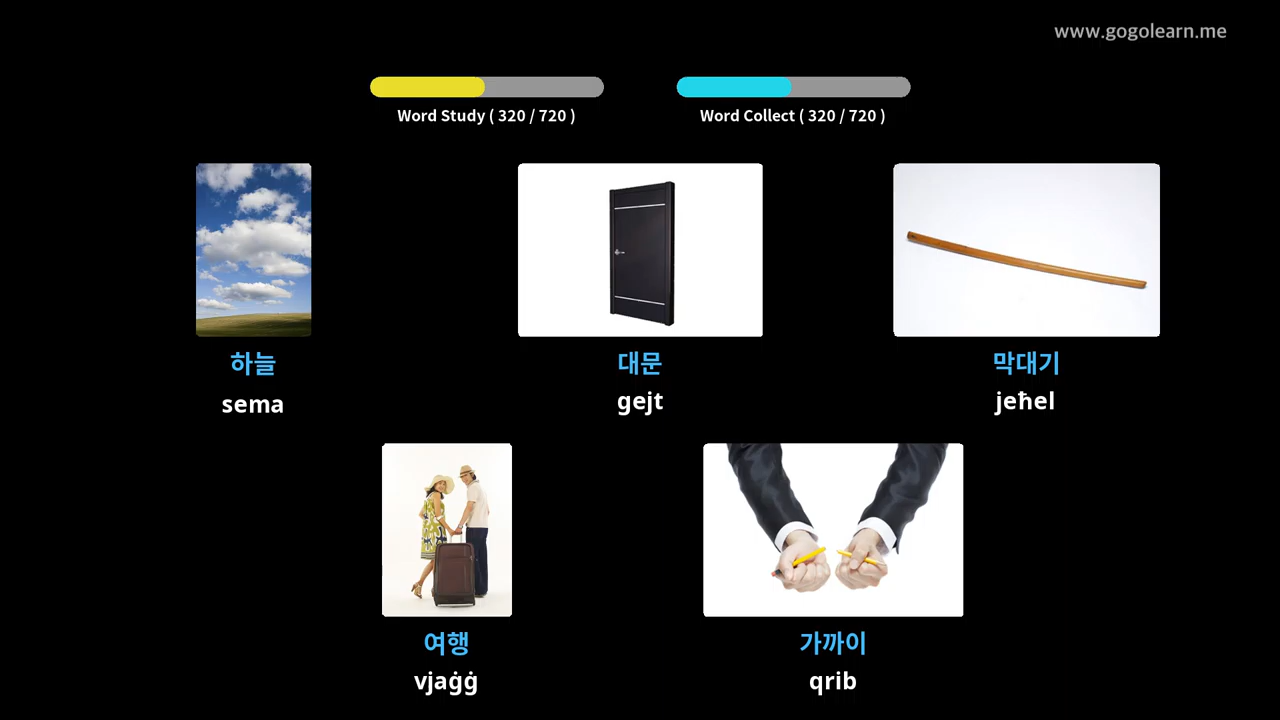 www.gogolearn.me
Word Study ( 320 / 720 )
Word Collect ( 320 / 720 )
하늘
대문
막대기
sema
gejt
jeħel
여행
가까이
vjaġġ
qrib